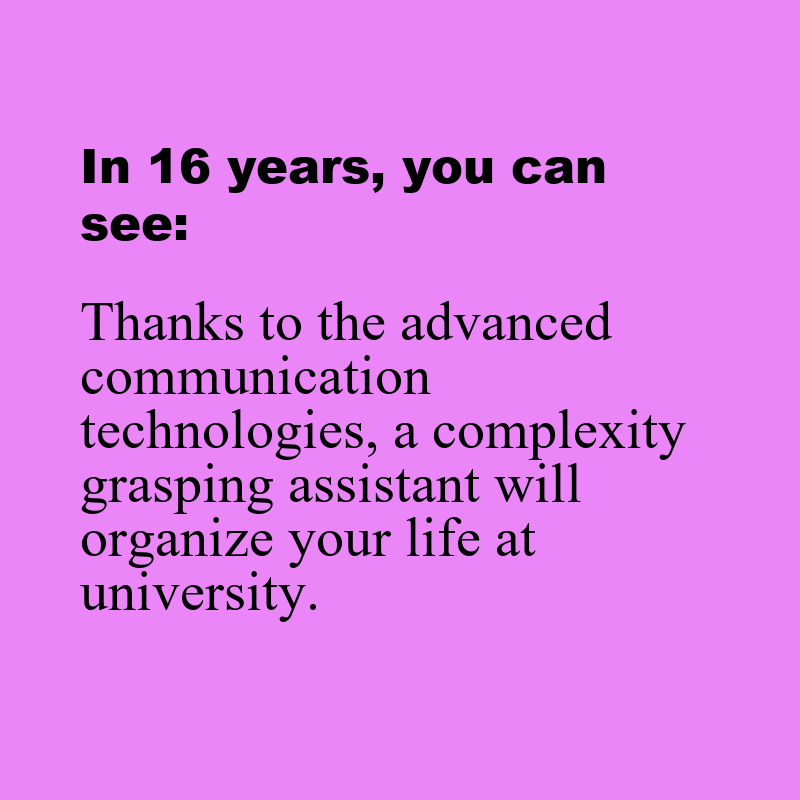 In 16 years, you can
see:
Thanks to the advanced
communication
technologies, a complexity
grasping assistant will
organize your life at
university.